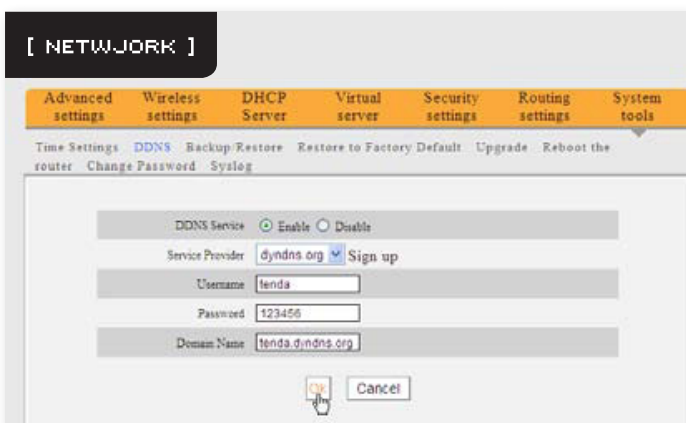 [ NETWJORK ]
Advanced settings
Wireless settings
DHCP Server
Virtual server
Security settings
Routing settings
System tools
Time Settings DDNS Backup/Restore Restore to Factory Default Upgrade Reboot the
router Change Password Syslog
DDNS Service Enable Disable
Service Provider dyndns.org Sign up
Username tenda
Password 123456
Domain Name tenda.dyndns.org
Ok Cancel